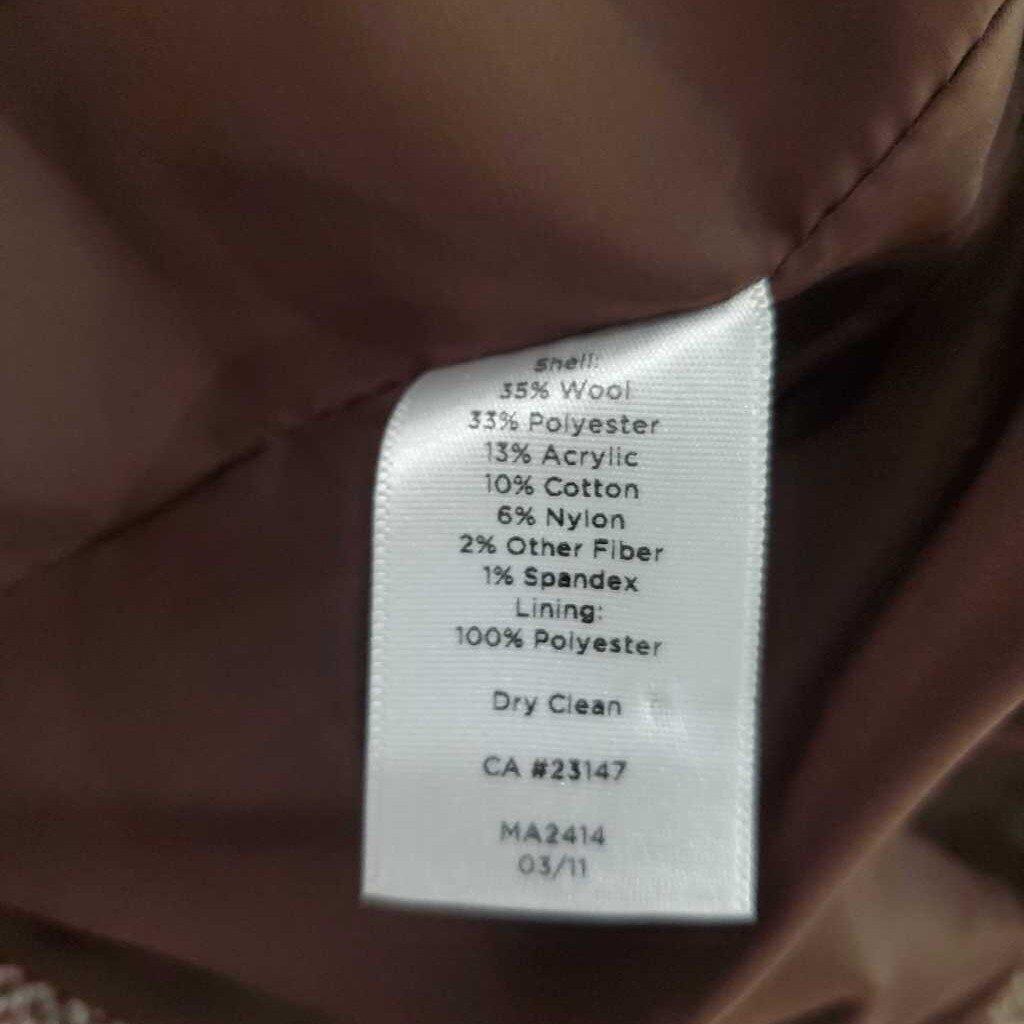 Shell:
35% Wool
33% Polyester
13% Acrylic
10% Cotton
6% Nylon
2% Other Fiber
1% Spandex
Lining:
100% Polyester
Dry Clean
CA #23147
MA2414
03/11